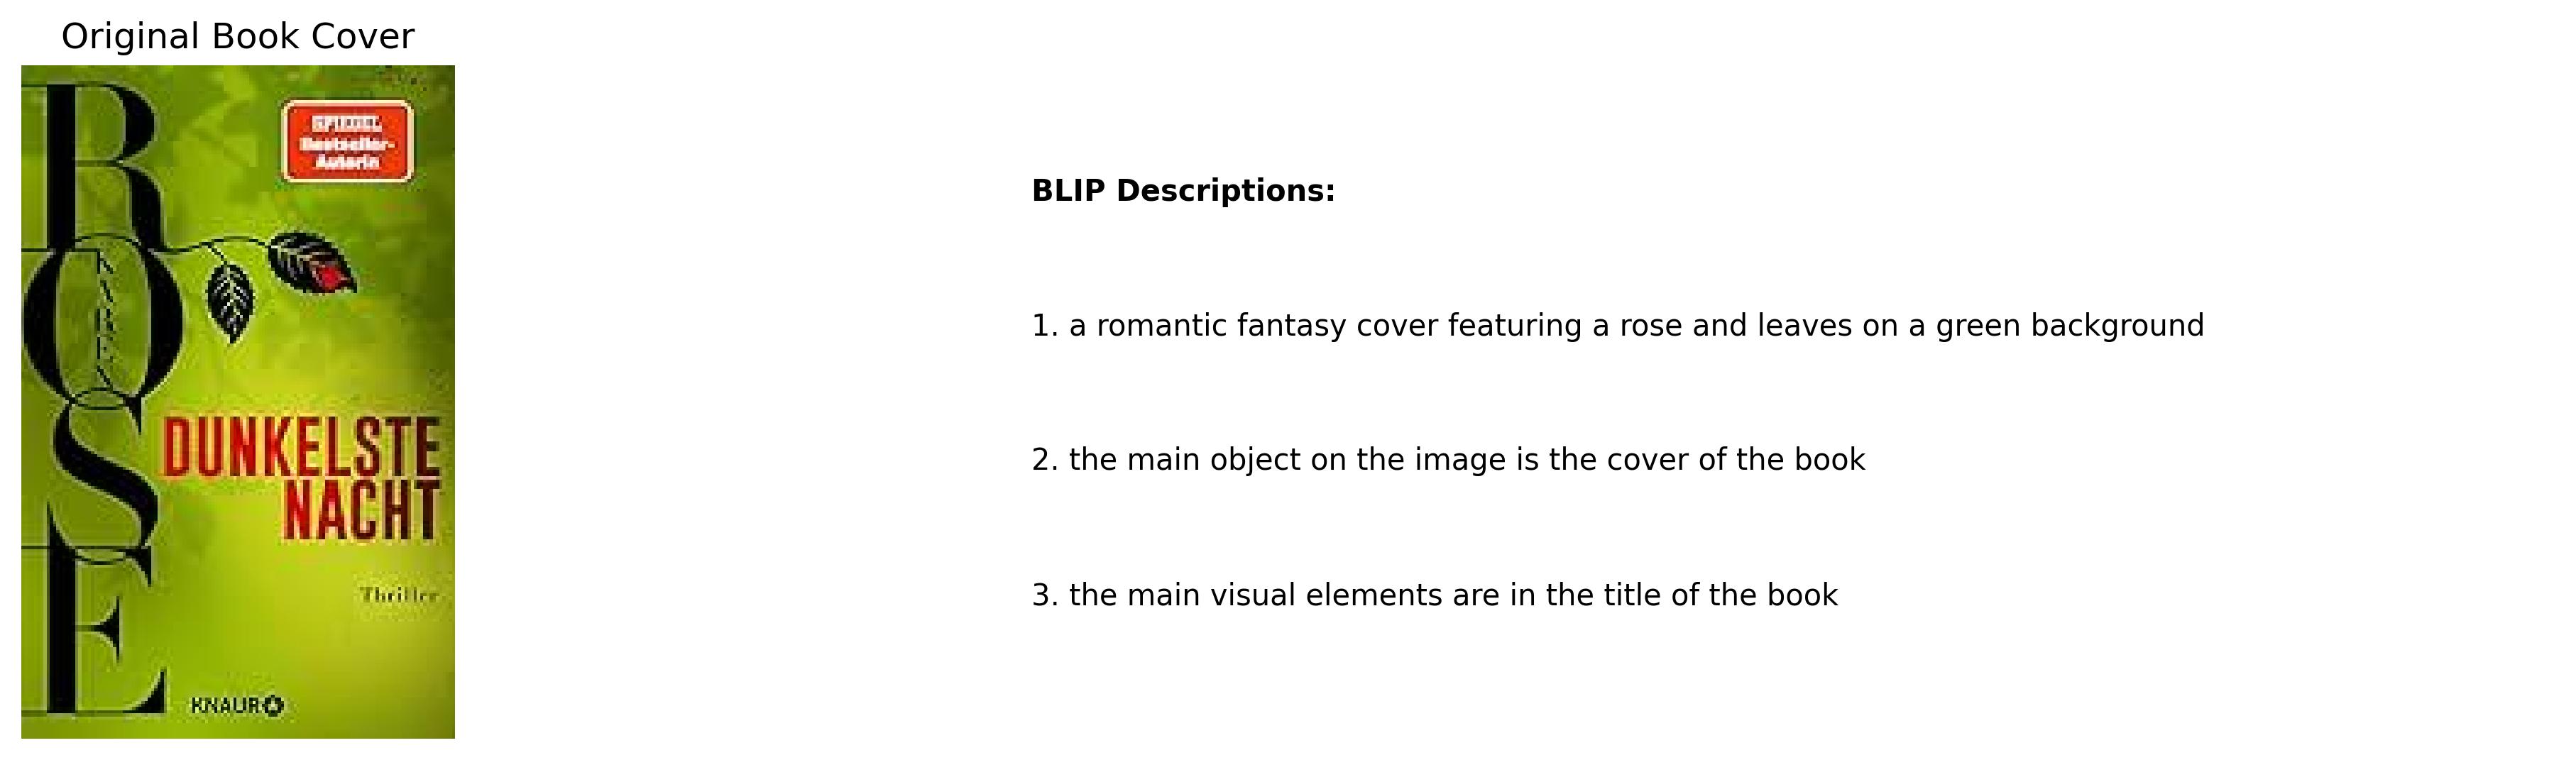 Original Book Cover
ROSE
KAREN
SPIEGEL
Bestseller-
Autorin
DUNKELSTE
NACHT
Thriller
KNAUR
BLIP Descriptions:
1. a romantic fantasy cover featuring a rose and leaves on a green background
2. the main object on the image is the cover of the book
3. the main visual elements are in the title of the book